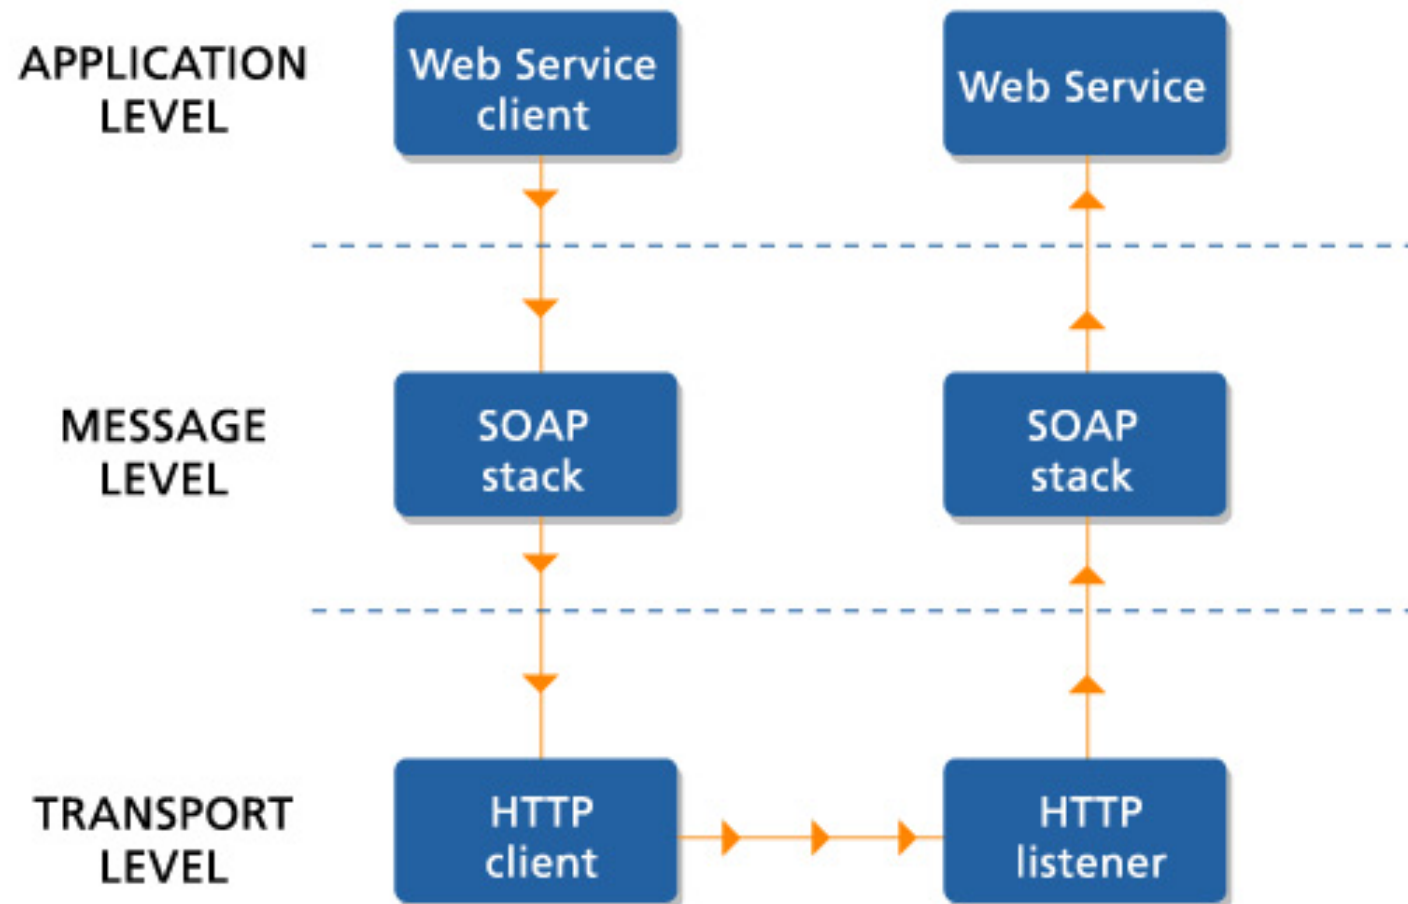 APPLICATION
LEVEL
Web Service
client
Web Service
MESSAGE
LEVEL
SOAP
stack
SOAP
stack
TRANSPORT
LEVEL
HTTP
client
HTTP
listener